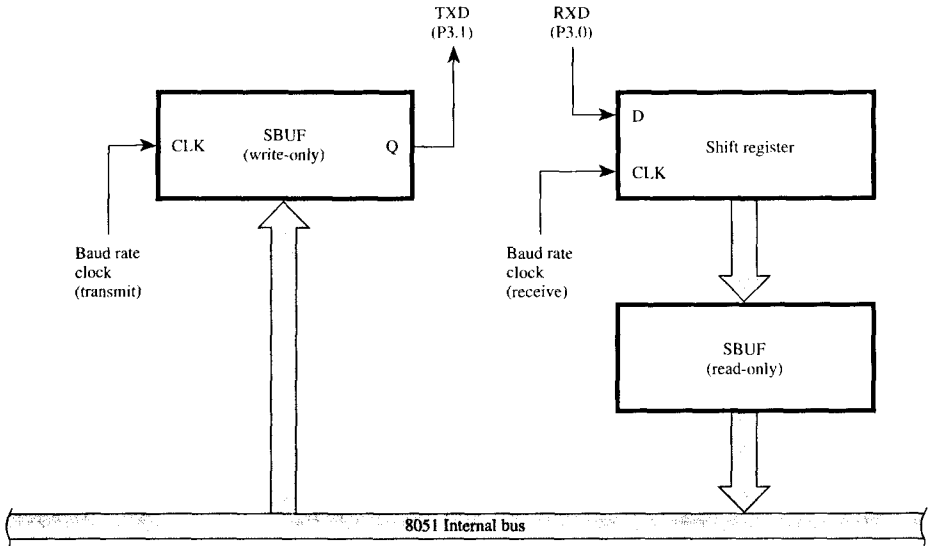 TXD
(P3.1)
RXD
(P3.0)
CLK
SBUF
(write-only)
Q
D
Shift register
CLK
Baud rate
clock
(transmit)
Baud rate
clock
(receive)
SBUF
(read-only)
8051 Internal bus